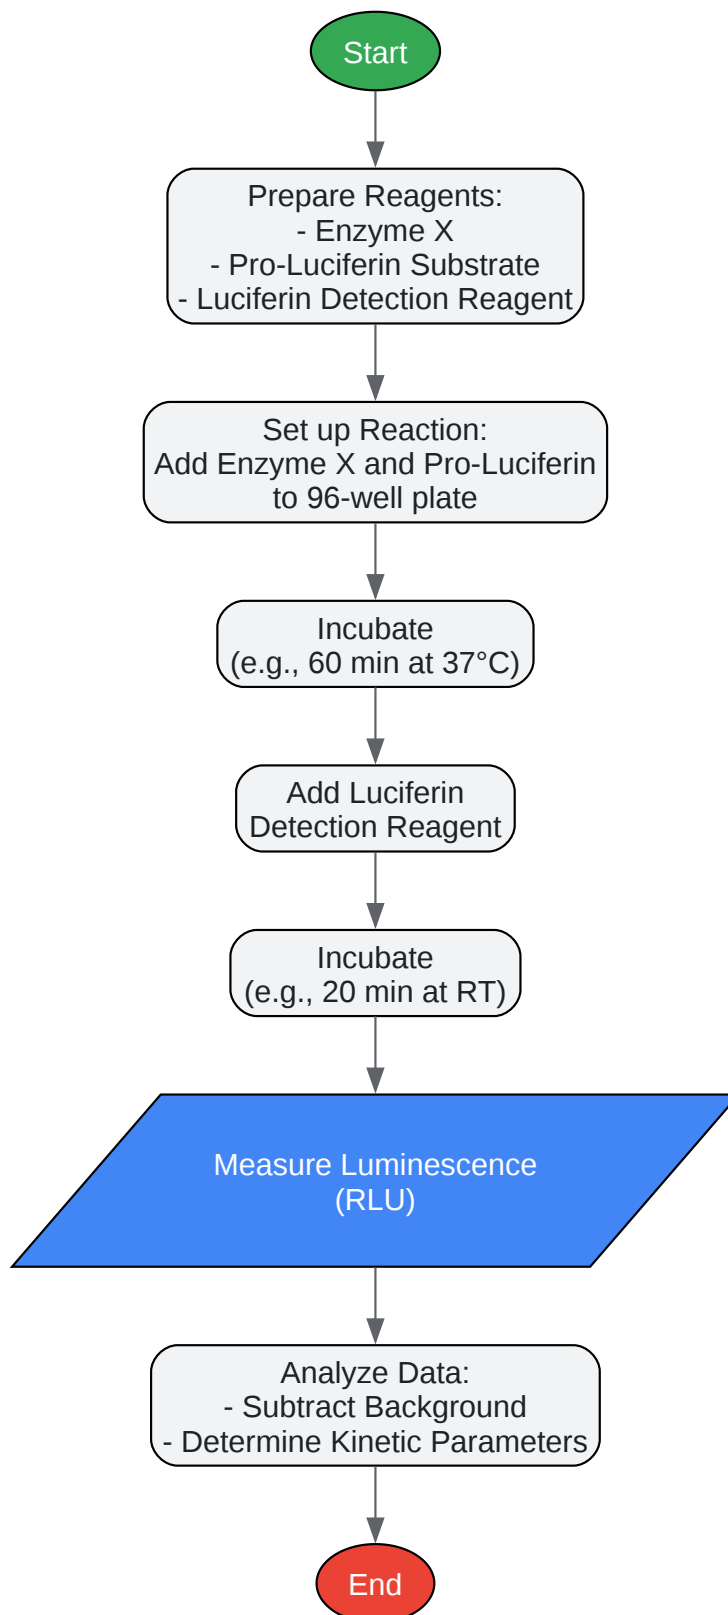 Start
Prepare Reagents:
- Enzyme X
- Pro-Luciferin Substrate
- Luciferin Detection Reagent
Set up Reaction:
Add Enzyme X and Pro-Luciferin
to 96-well plate
Incubate
(e.g., 60 min at 37°C)
Add Luciferin
Detection Reagent
Incubate
(e.g., 20 min at RT)
Measure Luminescence
(RLU)
Analyze Data:
- Subtract Background
- Determine Kinetic Parameters
End